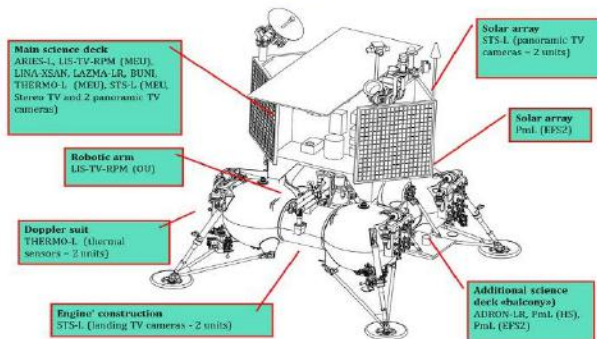 Main science deck
ARIES-L, LIS-TV-RPM (MEU),
LINA-XSAN, LAZMA-LR, BUNI,
THERMO-L (MEU), STS-L (MEU,
Stereo TV and 2 panoramic TV
cameras)
Solar array
STS-L (panoramic TV
cameras – 2 units)
Solar array
PmL (EFS2)
Robotic arm
LIS-TV-RPM (OU)
Doppler suit
THERMO-L (thermal
sensors – 2 units)
Engine' construction
STS-L (landing TV cameras - 2 units)
Additional science
deck «balcony»)
ADRON-LR, PmL (HS),
PmL (EFS2)